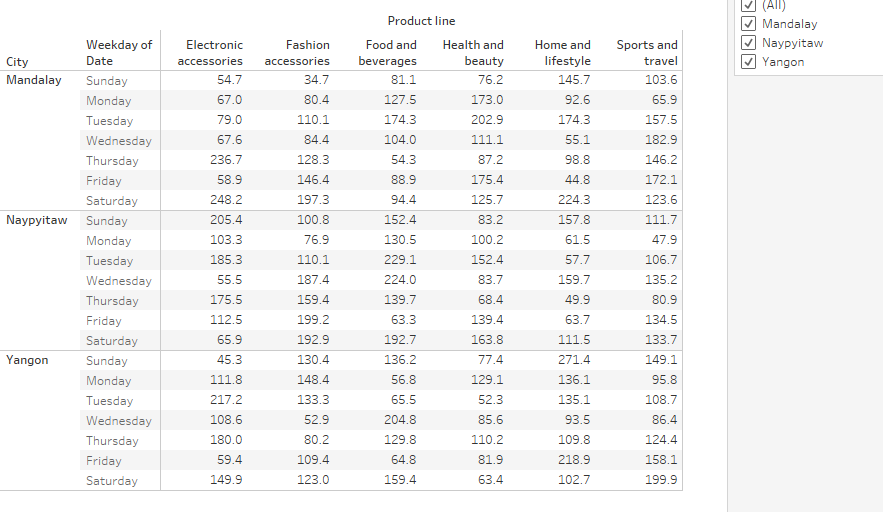 Product line
Weekday of Electronic Fashion Food and Health and Home and Sports and
City Date accessories accessories beverages beauty lifestyle travel
Mandalay Sunday 54.7 34.7 81.1 76.2 145.7 103.6
Monday 67.0 80.4 127.5 173.0 92.6 65.9
Tuesday 79.0 110.1 174.3 202.9 174.3 157.5
Wednesday 67.6 84.4 104.0 111.1 55.1 182.9
Thursday 236.7 128.3 54.3 87.2 98.8 146.2
Friday 58.9 146.4 88.9 175.4 44.8 172.1
Saturday 248.2 197.3 94.4 125.7 224.3 123.6
Naypyitaw Sunday 205.4 100.8 152.4 83.2 157.8 111.7
Monday 103.3 76.9 130.5 100.2 61.5 47.9
Tuesday 185.3 110.1 229.1 152.4 57.7 106.7
Wednesday 55.5 187.4 224.0 83.7 159.7 135.2
Thursday 175.5 159.4 139.7 68.4 49.9 80.9
Friday 112.5 199.2 63.3 139.4 63.7 134.5
Saturday 65.9 192.9 192.7 163.8 111.5 133.7
Yangon Sunday 45.3 130.4 136.2 77.4 271.4 149.1
Monday 111.8 148.4 56.8 129.1 136.1 95.8
Tuesday 217.2 133.3 65.5 52.3 135.1 108.7
Wednesday 108.6 52.9 204.8 85.6 93.5 86.4
Thursday 180.0 80.2 129.8 110.2 109.8 124.4
Friday 59.4 109.4 64.8 81.9 218.9 158.1
Saturday 149.9 123.0 159.4 63.4 102.7 199.9
(All)
Mandalay
Naypyitaw
Yangon